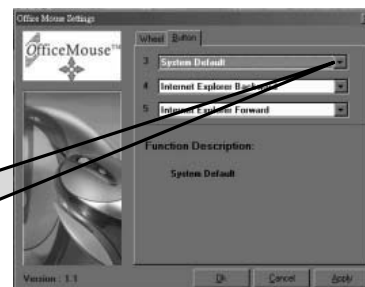 Office Mouse Settings
OfficeMouse™
Wheel Button
3 System Default
4 Internet Explorer Backward
5 Internet Explorer Forward
Function Description:
System Default
Version : 1.1
Ok Cancel Apply